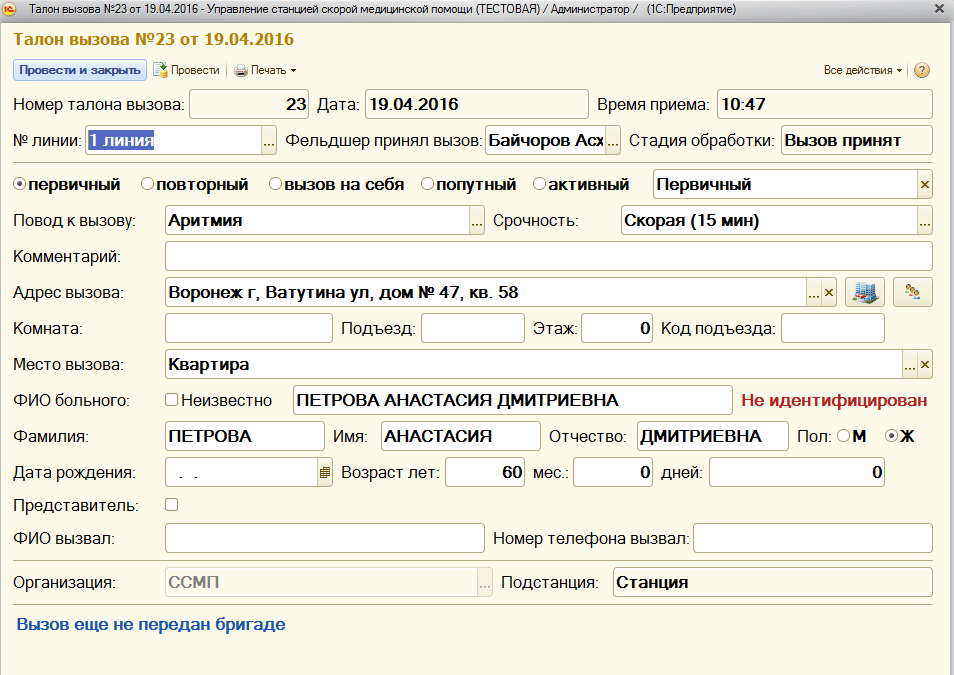 Талон вызова №23 от 19.04.2016 - Управление станцией скорой медицинской помощи (ТЕСТОВАЯ) / Администратор / (1С:Предприятие)
Талон вызова №23 от 19.04.2016
Провести и закрыть Провести Печать Все действия ?
Номер талона вызова: 23 Дата: 19.04.2016 Время приема: 10:47
№ линии: 1 линия ... Фельдшер принял вызов: Байчоров Асх ... Стадия обработки: Вызов принят
первичный повторный вызов на себя попутный активный Первичный ×
Повод к вызову: Аритмия ... Срочность: Скорая (15 мин) ...
Комментарий:
Адрес вызова: Воронеж г, Ватутина ул, дом № 47, кв. 58 ... ×
Комната: Подъезд: Этаж: 0 Код подъезда:
Место вызова: Квартира ... ×
ФИО больного: Неизвестно ПЕТРОВА АНАСТАСИЯ ДМИТРИЕВНА Не идентифицирован
Фамилия: ПЕТРОВА Имя: АНАСТАСИЯ Отчество: ДМИТРИЕВНА Пол: М Ж
Дата рождения: . . Возраст лет: 60 мес.: 0 дней: 0
Представитель:
ФИО вызвал: Номер телефона вызвал:
Организация: ССМП ... Подстанция: Станция
Вызов еще не передан бригаде